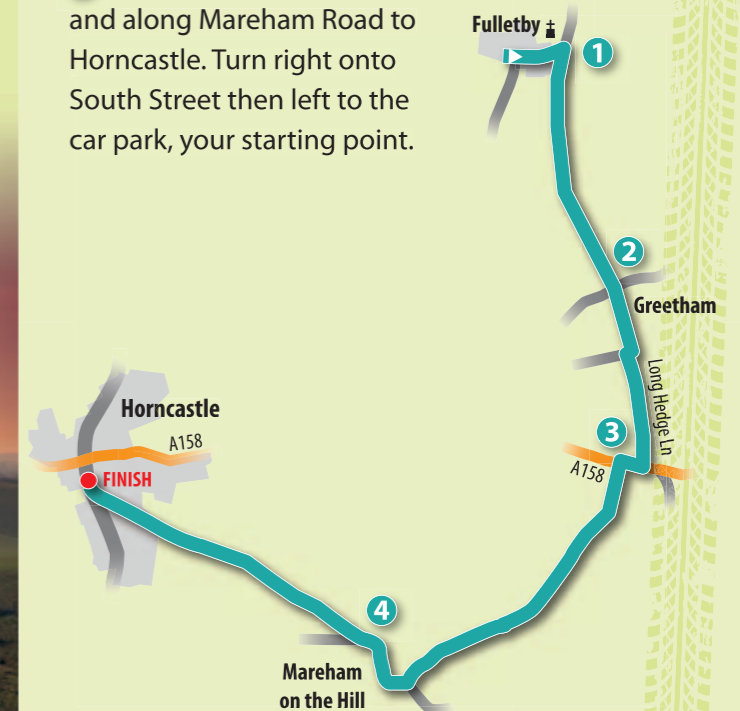 and along Mareham Road to
Horncastle. Turn right onto
South Street then left to the
car park, your starting point.
Fulletby
1
2
Greetham
Long Hedge Ln
3
A158
Horncastle
A158
FINISH
4
Mareham
on the Hill